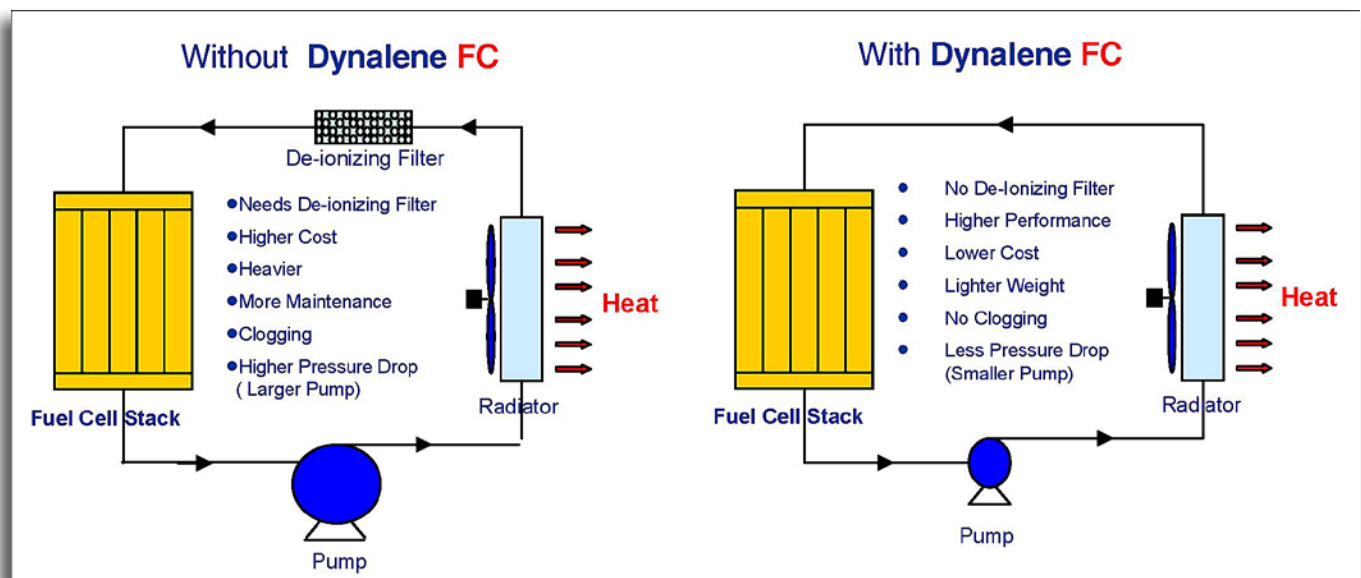 Without Dynalene FC
De-ionizing Filter
●Needs De-ionizing Filter
●Higher Cost
●Heavier
●More Maintenance
●Clogging
●Higher Pressure Drop
( Larger Pump)
Heat
Radiator
Fuel Cell Stack
Pump
With Dynalene FC
● No De-Ionizing Filter
● Higher Performance
● Lower Cost
● Lighter Weight
● No Clogging
● Less Pressure Drop
(Smaller Pump)
Heat
Radiator
Fuel Cell Stack
Pump